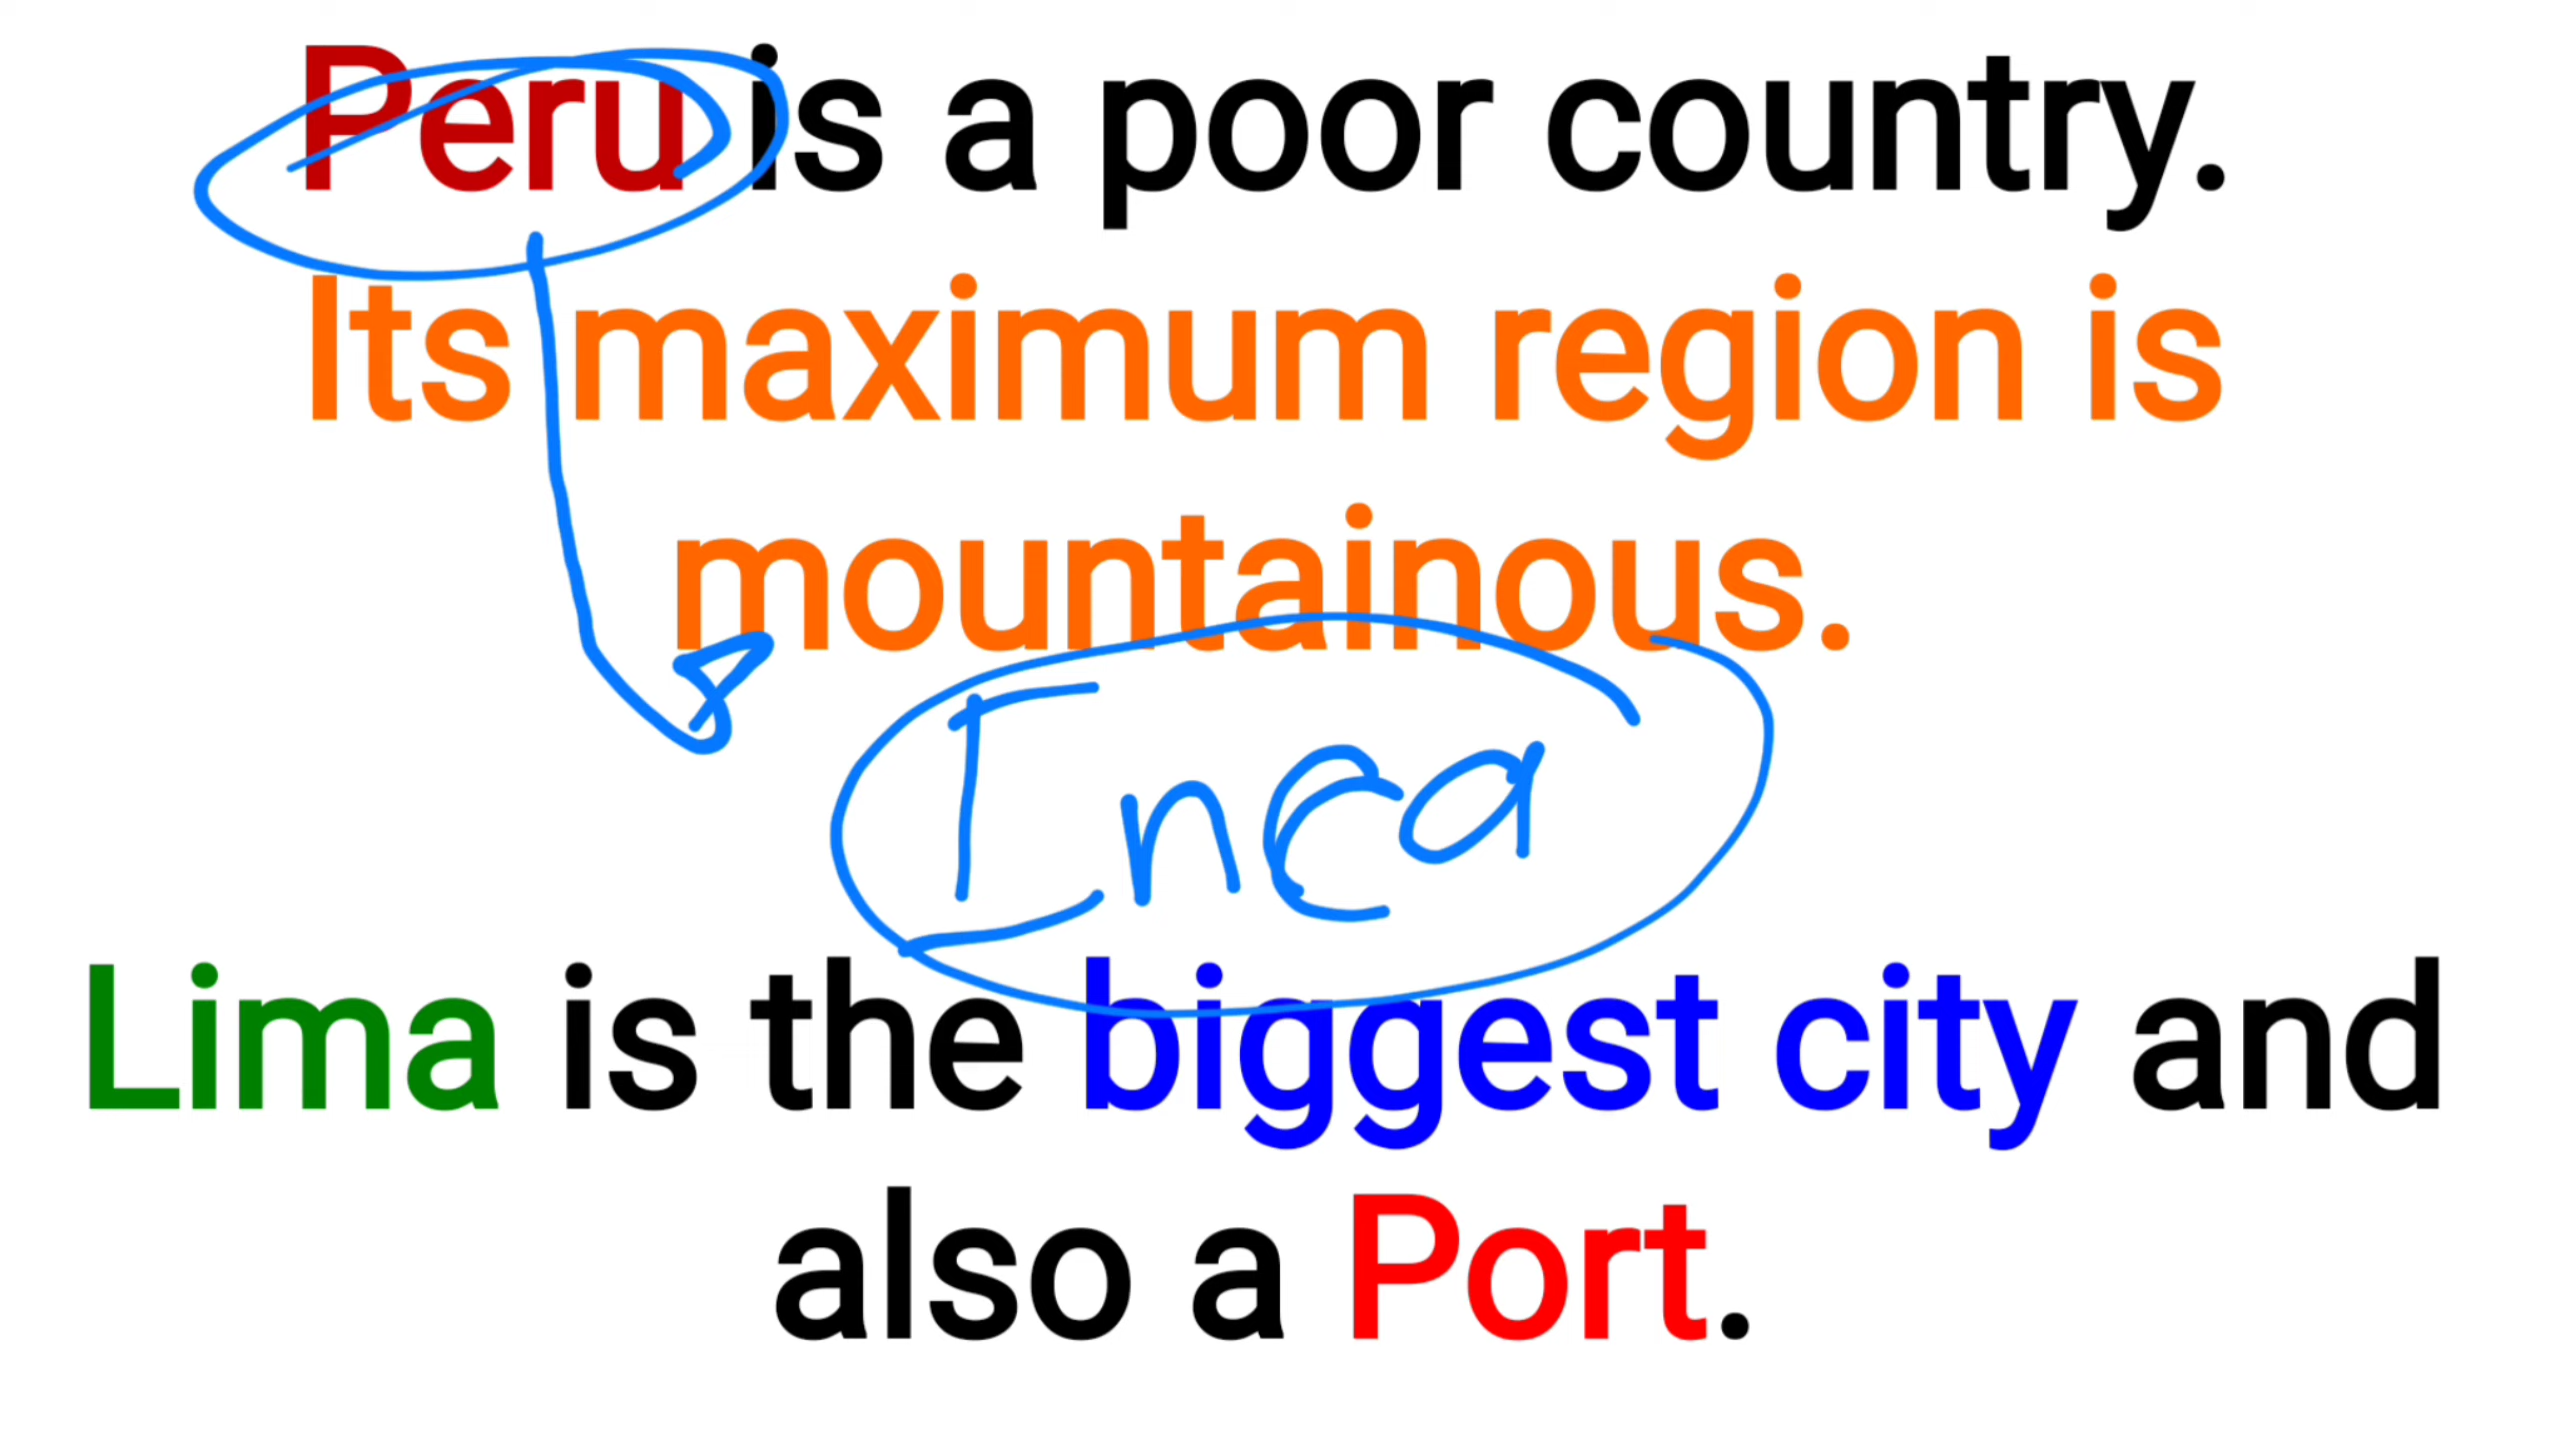 Peru is a poor country.
Its maximum region is
mountainous.
Inca
Lima is the biggest city and
also a Port.